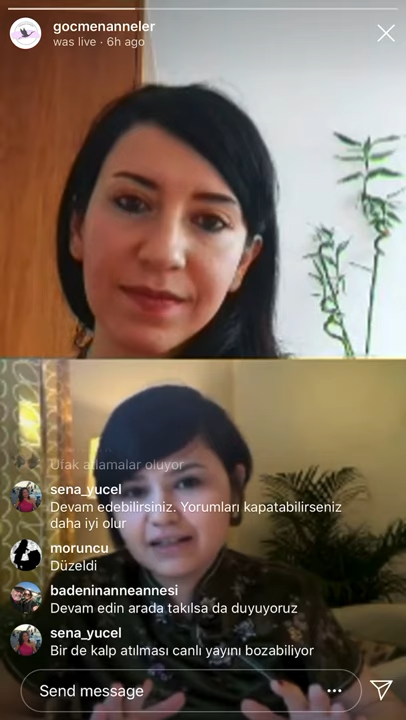 gocmenanneler
was live · 6h ago
Ufak atlamalar oluyor
sena_yucel
Devam edebilirsiniz. Yorumları kapatabilirseniz
daha iyi olur
moruncu
Düzeldi
badeninanneannesi
Devam edin arada takılsa da duyuyoruz
sena_yucel
Bir de kalp atılması canlı yayını bozabiliyor
Send message